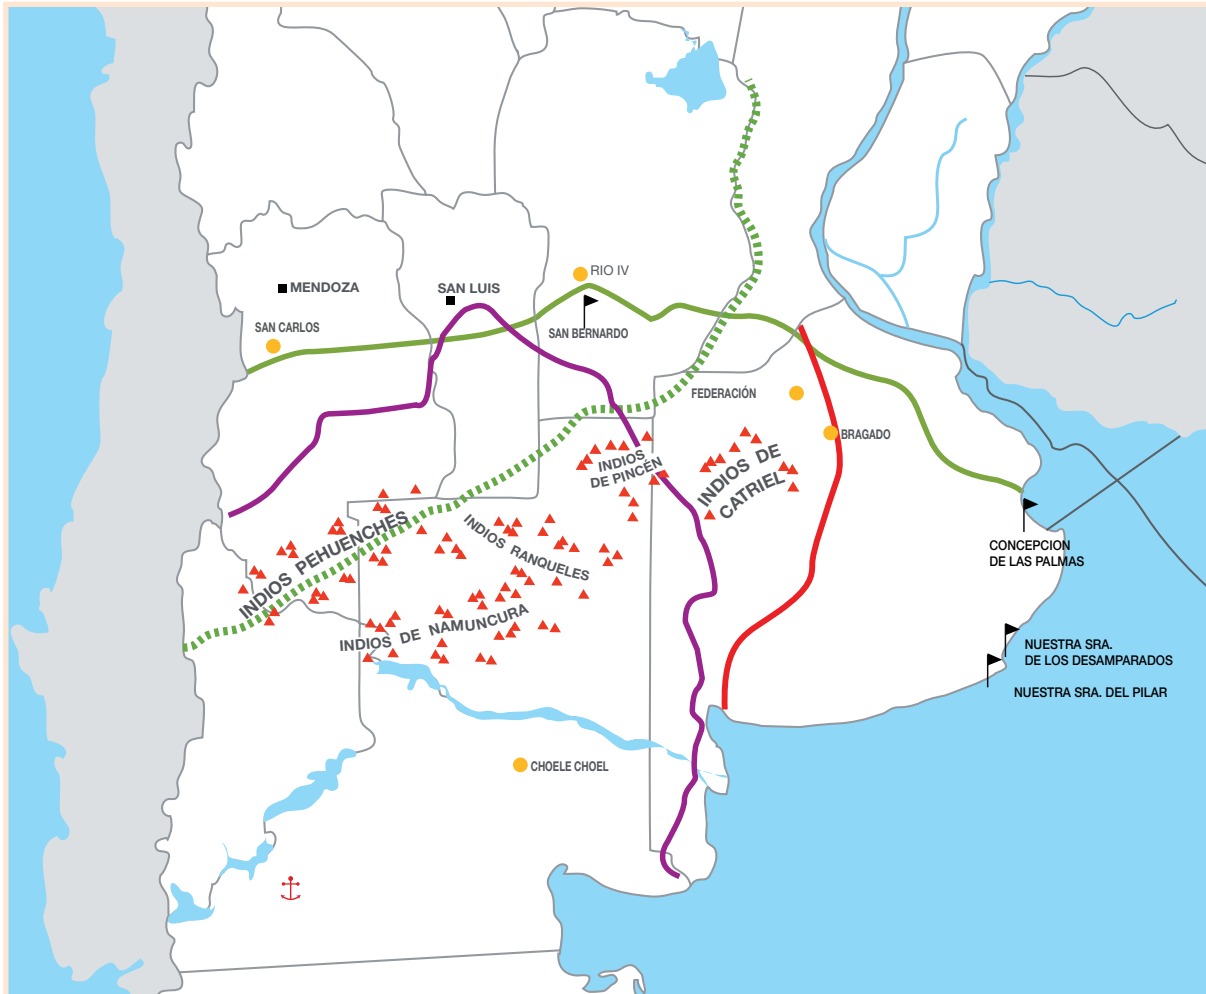 RIO IV
MENDOZA
SAN LUIS
SAN CARLOS
SAN BERNARDO
FEDERACIÓN
BRAGADO
INDIOS
DE PINCÉN
INDIOS DE
CATRIEL
INDIOS PEHUENCHES
INDIOS RANQUELES
CONCEPCION
DE LAS PALMAS
INDIOS DE NAMUNCURA
NUESTRA SRA.
DE LOS DESAMPARADOS
NUESTRA SRA. DEL PILAR
CHOELE CHOEL